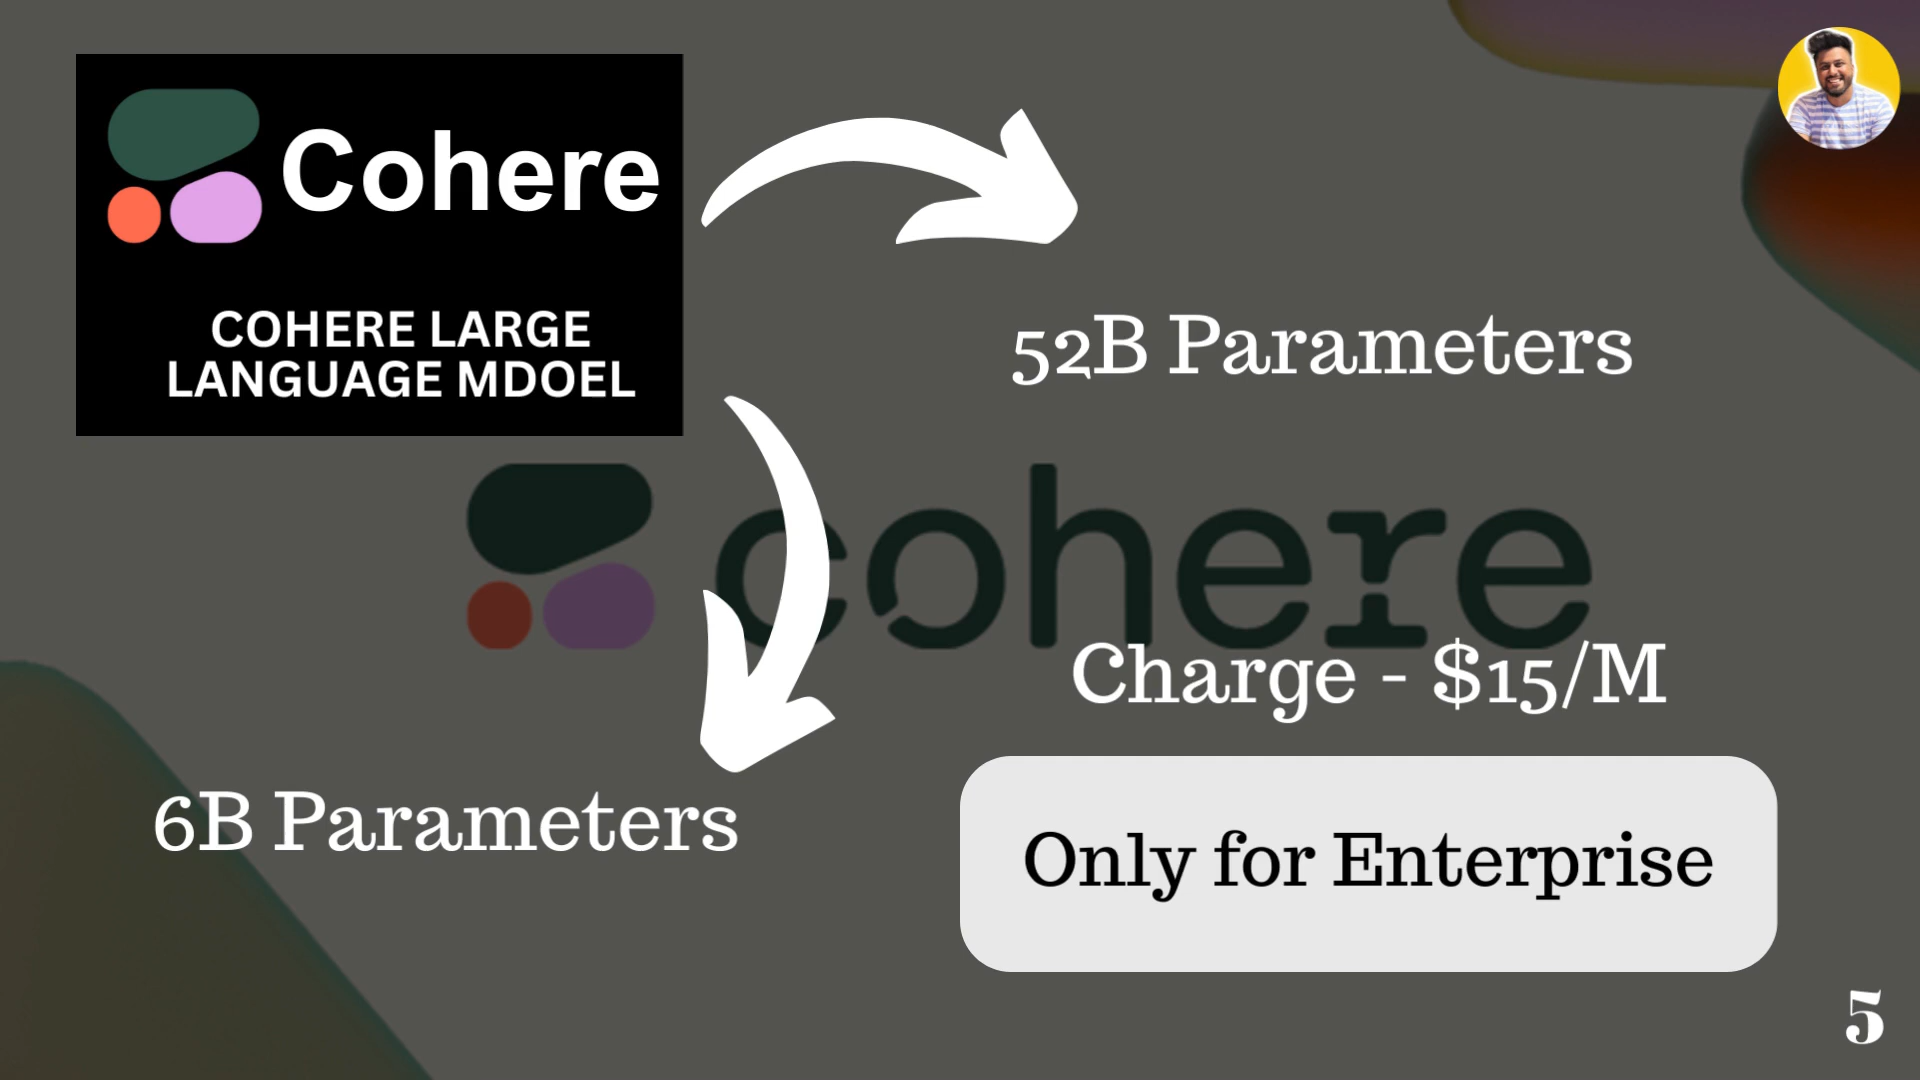 Cohere
COHERE LARGE
LANGUAGE MDOEL
52B Parameters
cohere
Charge - $15/M
6B Parameters
Only for Enterprise
5